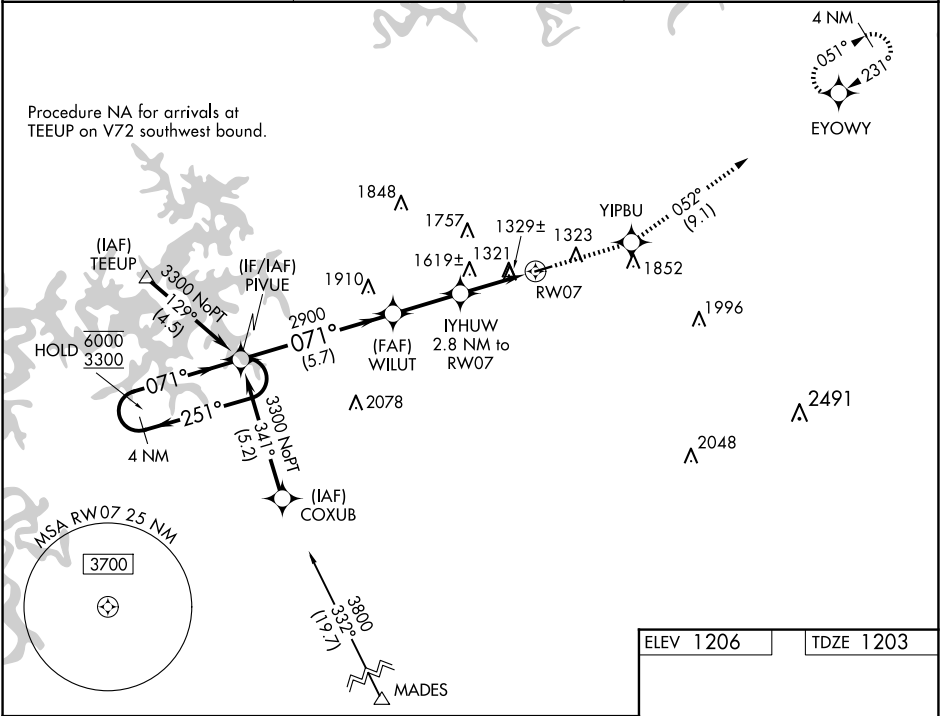 4 NM
051°
231°
EYOWY
Procedure NA for arrivals at
TEEUP on V72 southwest bound.
1848
1757
1329±
YIPBU
052°
(9.1)
(IAF)
TEEUP
3300 NoPT
129°
(4.5)
(IF/IAF)
PIVUE
1619±
1321
1323
1852
1910
RW07
2900
071°
(5.7)
(FAF)
WILUT
IYHUW
2.8 NM to
RW07
1996
HOLD
6000
3300
071°
251°
4 NM
2078
3300 NoPT
341°
(5.2)
2491
2048
(IAF)
COXUB
MSA RW07 25 NM
3700
3800
332°
(19.7)
MADES
ELEV 1206
TDZE 1203